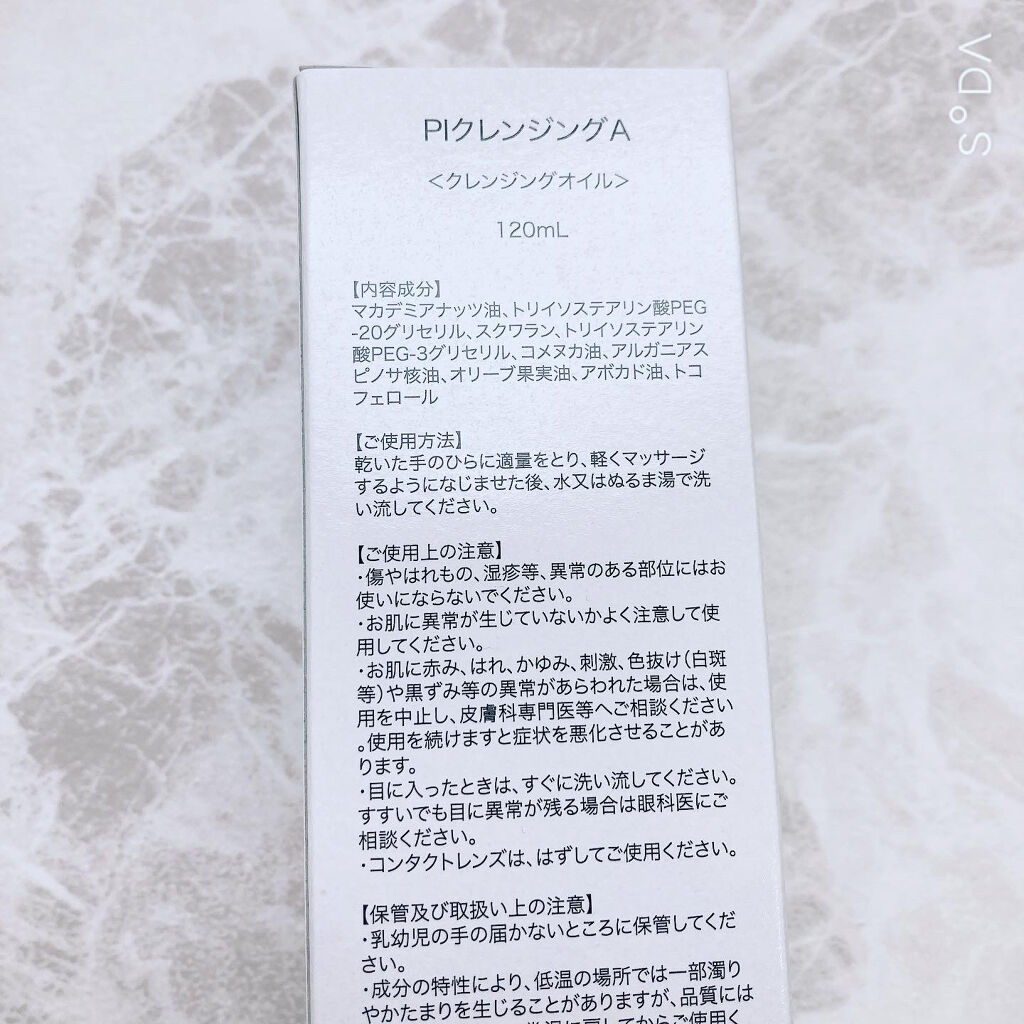 PIクレンジングA
＜クレンジングオイル＞
120mL
【内容成分】
マカデミアナッツ油、トリイソステアリン酸PEG
-20グリセリル、スクワラン、トリイソステアリン
酸PEG-3グリセリル、コメヌカ油、アルガニアス
ピノサ核油、オリーブ果実油、アボカド油、トコ
フェロール
【ご使用方法】
乾いた手のひらに適量をとり、軽くマッサージ
するようになじませた後、水又はぬるま湯で洗
い流してください。
【ご使用上の注意】
・傷やはれもの、湿疹等、異常のある部位にはお
使いにならないでください。
・お肌に異常が生じていないかよく注意して使
用してください。
・お肌に赤み、はれ、かゆみ、刺激、色抜け(白斑
等)や黒ずみ等の異常があらわれた場合は、使
用を中止し、皮膚科専門医等へご相談ください
。使用を続けますと症状を悪化させることがあ
ります。
・目に入ったときは、すぐに洗い流してください。
すすいでも目に異常が残る場合は眼科医にご
相談ください。
・コンタクトレンズは、はずしてご使用ください。
【保管及び取扱い上の注意】
・乳幼児の手の届かないところに保管してくだ
さい。
・成分の特性により、低温の場所では一部濁り
やかたまりを生じることがありますが、品質には
常温に戻してからご使用く